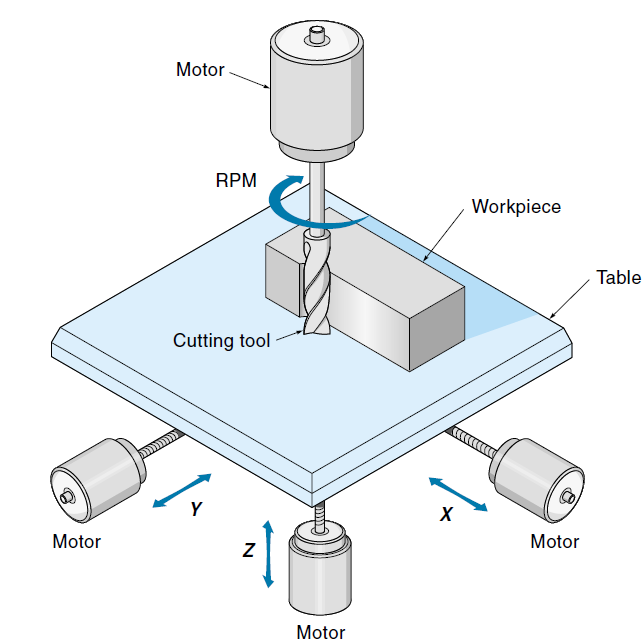 Motor
RPM
Workpiece
Table
Cutting tool
Y
X
Motor
Z
Motor
Motor